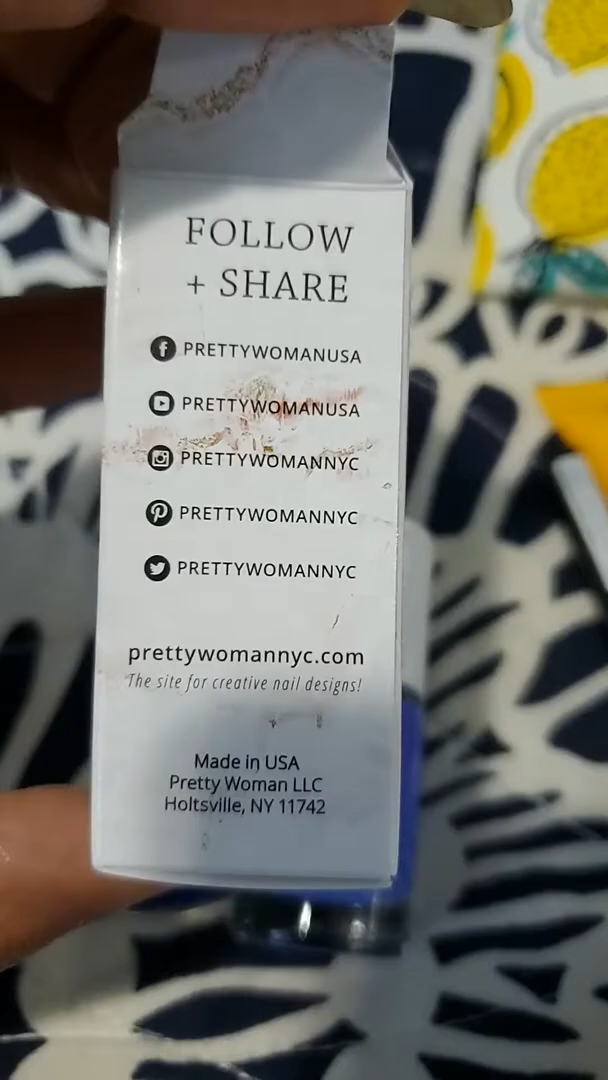 FOLLOW
+ SHARE
PRETTYWOMANUSA
PRETTYWOMANUSA
PRETTYWOMANNYC
PRETTYWOMANNYC
PRETTYWOMANNYC
prettywomannyc.com
The site for creative nail designs!
Made in USA
Pretty Woman LLC
Holtsville, NY 11742